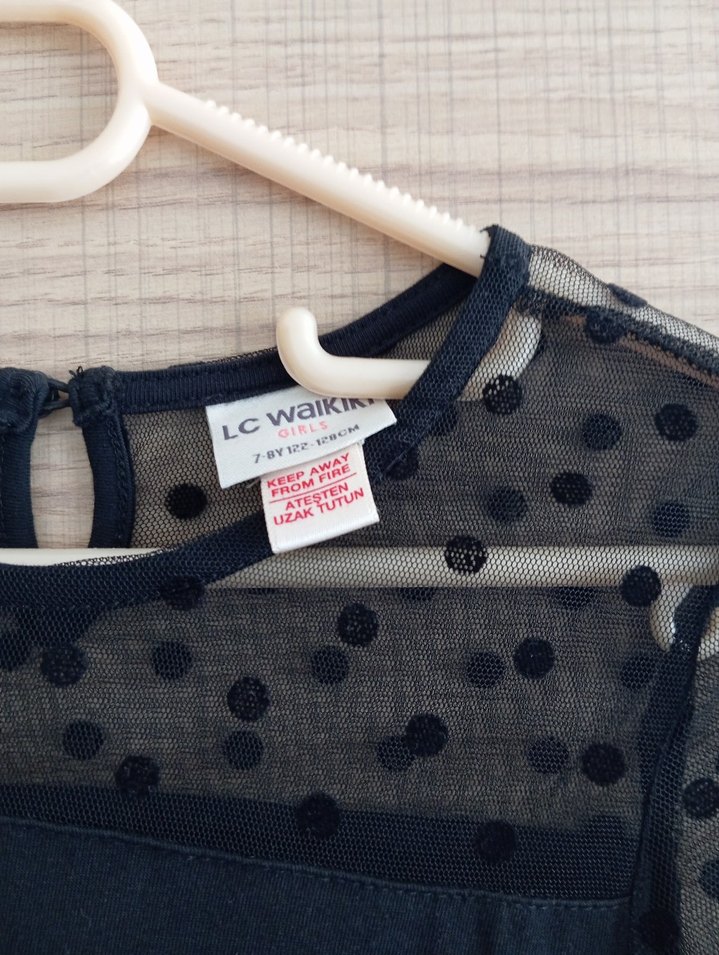 LC WAIKIKI
GIRLS
7-8Y 122-128CM
KEEP AWAY
FROM FIRE
ATEŞTEN
UZAK TUTUN